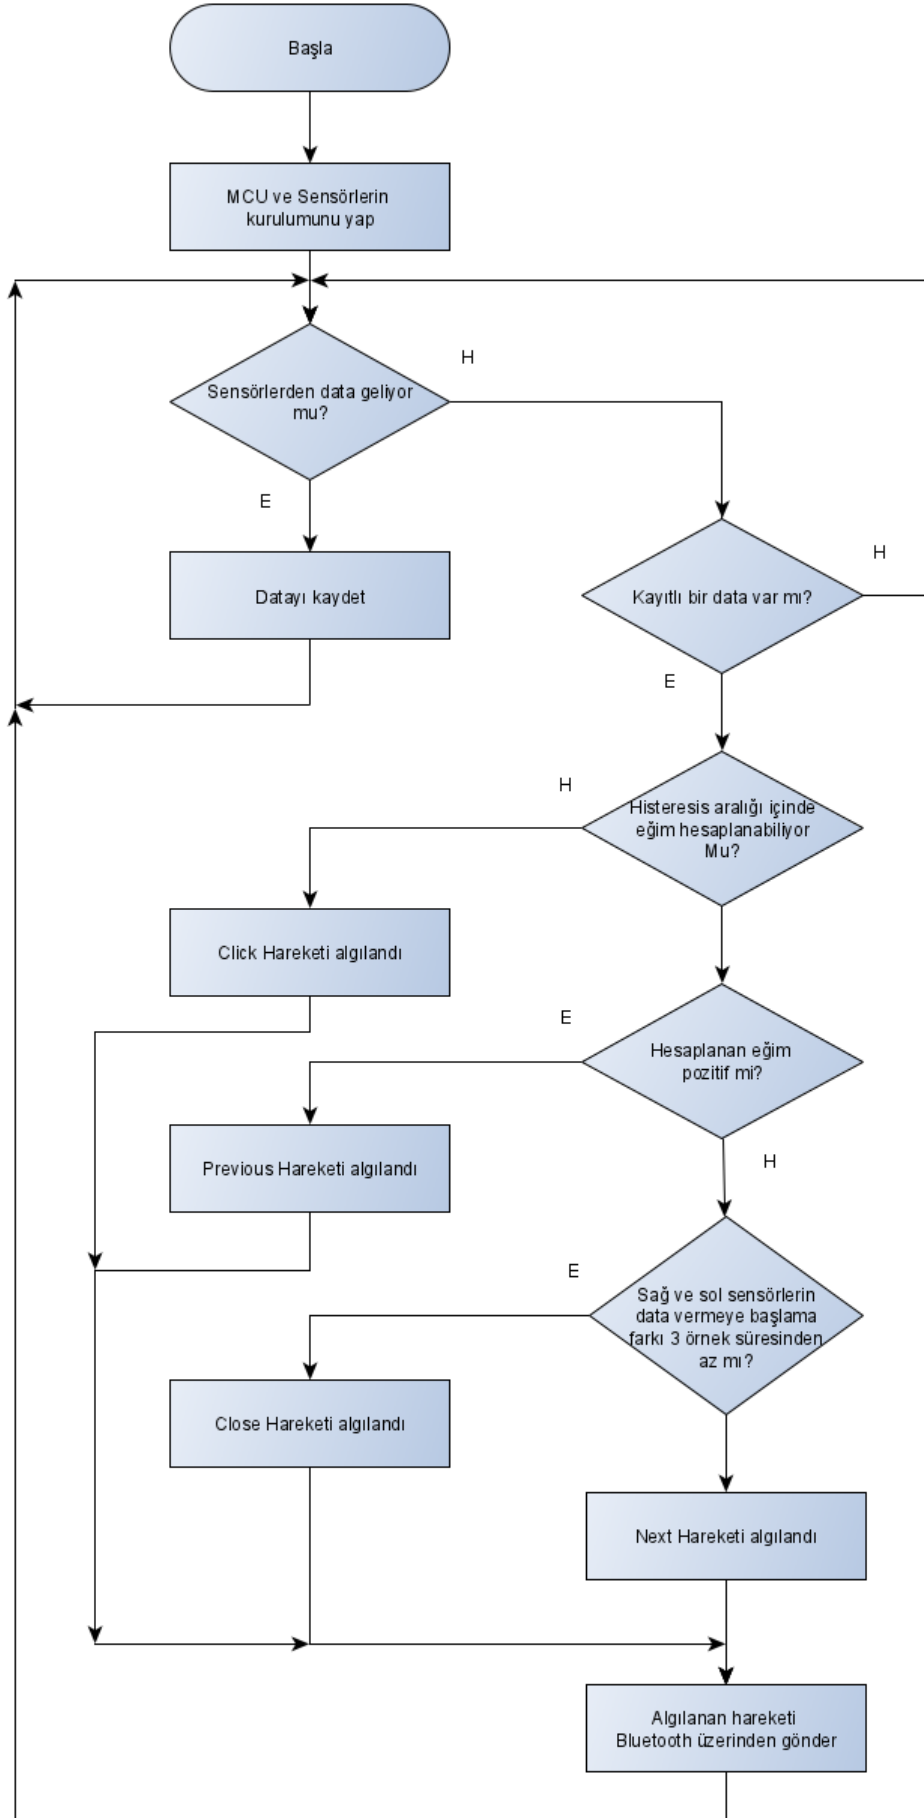 Başla
MCU ve Sensörlerin
kurulumunu yap
H
Sensörlerden data geliyor
mu?
E
H
Datayı kaydet
Kayıtlı bir data var mı?
E
H
Histeresis aralığı içinde
eğim hesaplanabiliyor
Mu?
Click Hareketi algılandı
E
Hesaplanan eğim
pozitif mi?
Previous Hareketi algılandı
H
E
Sağ ve sol sensörlerin
data vermeye başlama
farkı 3 örnek süresinden
az mı?
Close Hareketi algılandı
Next Hareketi algılandı
Algılanan hareketi
Bluetooth üzerinden gönder